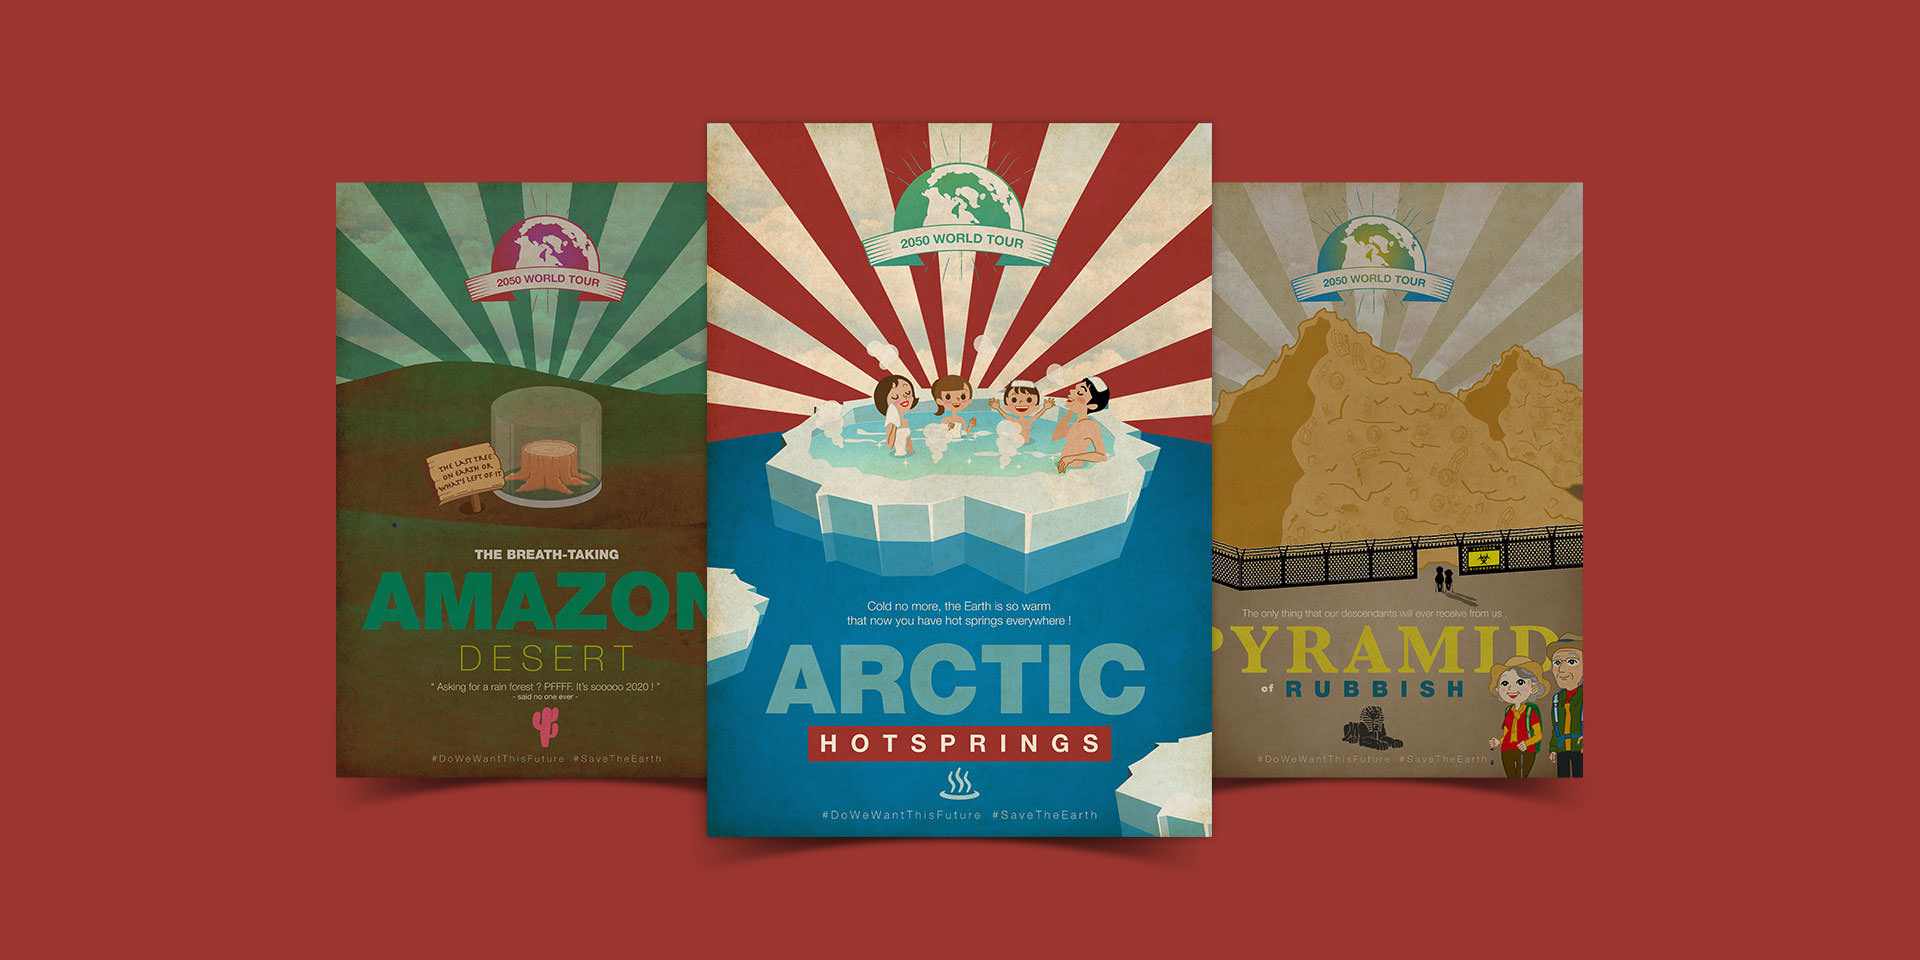 2050 WORLD TOUR
THE LAST TREE
ON EARTH OR
WHAT'S LEFT OF IT
THE BREATH-TAKING
AMAZON
DESERT
" Asking for a rain forest ? PFFFF. It's sooooo 2020 ! "
- said no one ever -
#DoWeWantThisFuture #SaveTheEarth
2050 WORLD TOUR
Cold no more, the Earth is so warm
that now you have hot springs everywhere !
ARCTIC
HOTSPRINGS
#DoWeWantThisFuture #SaveTheEarth
2050 WORLD TOUR
The only thing that our descendants will ever receive from us .
PYRAMID
of RUBBISH
#DoWeWantThisFuture #SaveTheEarth